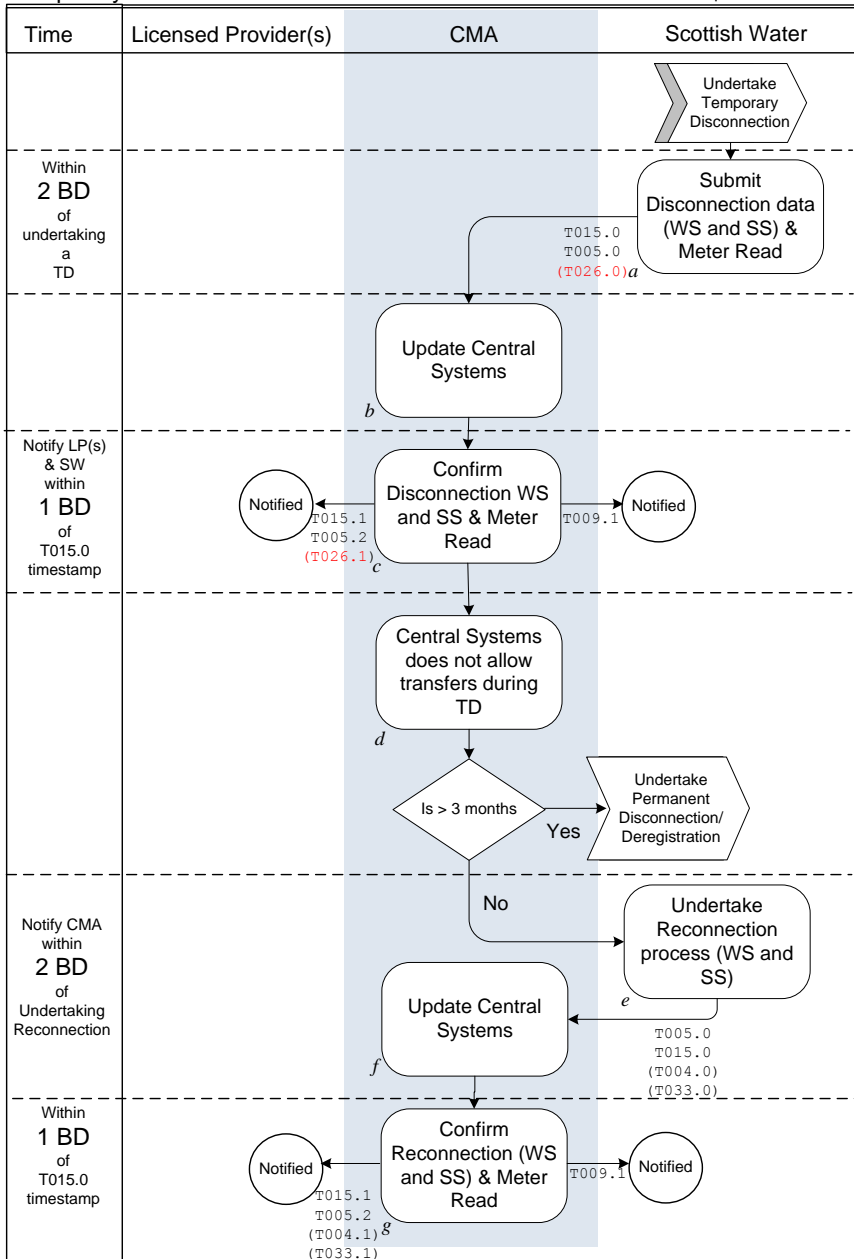 Time
Licensed Provider(s)
CMA
Scottish Water
Undertake
Temporary
Disconnection
Within
2 BD
of
undertaking
a
TD
Submit
Disconnection data
(WS and SS) &
Meter Read
T015.0
T005.0
(T026.0)a
Update Central
Systems
b
Notify LP(s)
& SW
within
1 BD
of
T015.0
timestamp
Notified
T015.1
T005.2
(T026.1)
Confirm
Disconnection WS
and SS & Meter
Read
c
T009.1
Notified
Central Systems
does not allow
transfers during
TD
d
Is > 3 months
Yes
Undertake
Permanent
Disconnection/
Deregistration
No
Notify CMA
within
2 BD
of
Undertaking
Reconnection
Undertake
Reconnection
process (WS and
SS)
e
Update Central
Systems
f
T005.0
T015.0
(T004.0)
(T033.0)
Within
1 BD
of
T015.0
timestamp
Notified
T015.1
T005.2
(T004.1)
(T033.1)
Confirm
Reconnection (WS
and SS) & Meter
Read
g
T009.1
Notified